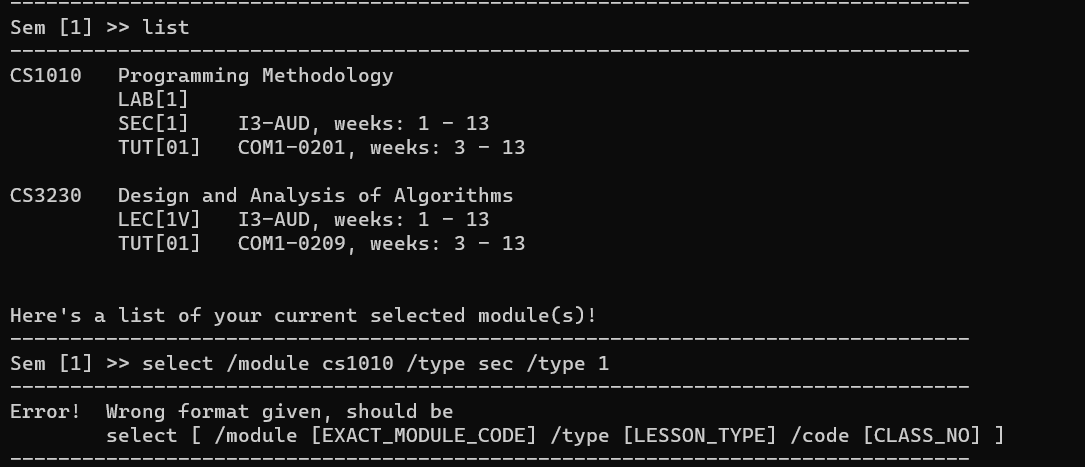 --------------------------------------------------------------------------------
Sem [1] >> list
--------------------------------------------------------------------------------
CS1010   Programming Methodology
         LAB[1]
         SEC[1]    I3-AUD, weeks: 1 - 13
         TUT[01]   COM1-0201, weeks: 3 - 13

CS3230   Design and Analysis of Algorithms
         LEC[1V]   I3-AUD, weeks: 1 - 13
         TUT[01]   COM1-0209, weeks: 3 - 13


Here's a list of your current selected module(s)!
--------------------------------------------------------------------------------
Sem [1] >> select /module cs1010 /type sec /type 1
--------------------------------------------------------------------------------
Error!  Wrong format given, should be
        select [ /module [EXACT_MODULE_CODE] /type [LESSON_TYPE] /code [CLASS_NO] ]
--------------------------------------------------------------------------------